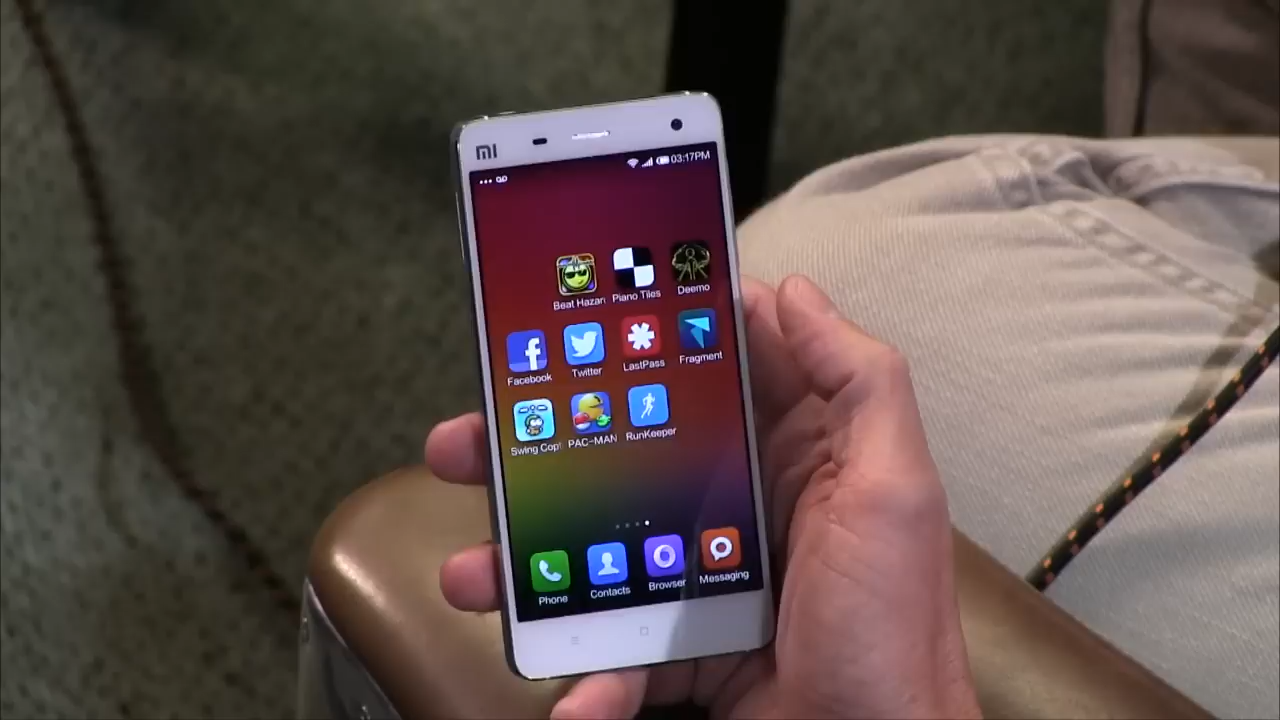 MI
03:17PM
Beat Hazar
Piano Tiles
Deemo
Facebook
Twitter
LastPass
Fragment
Swing Copt
PAC-MAN
RunKeeper
Phone
Contacts
Browser
Messaging